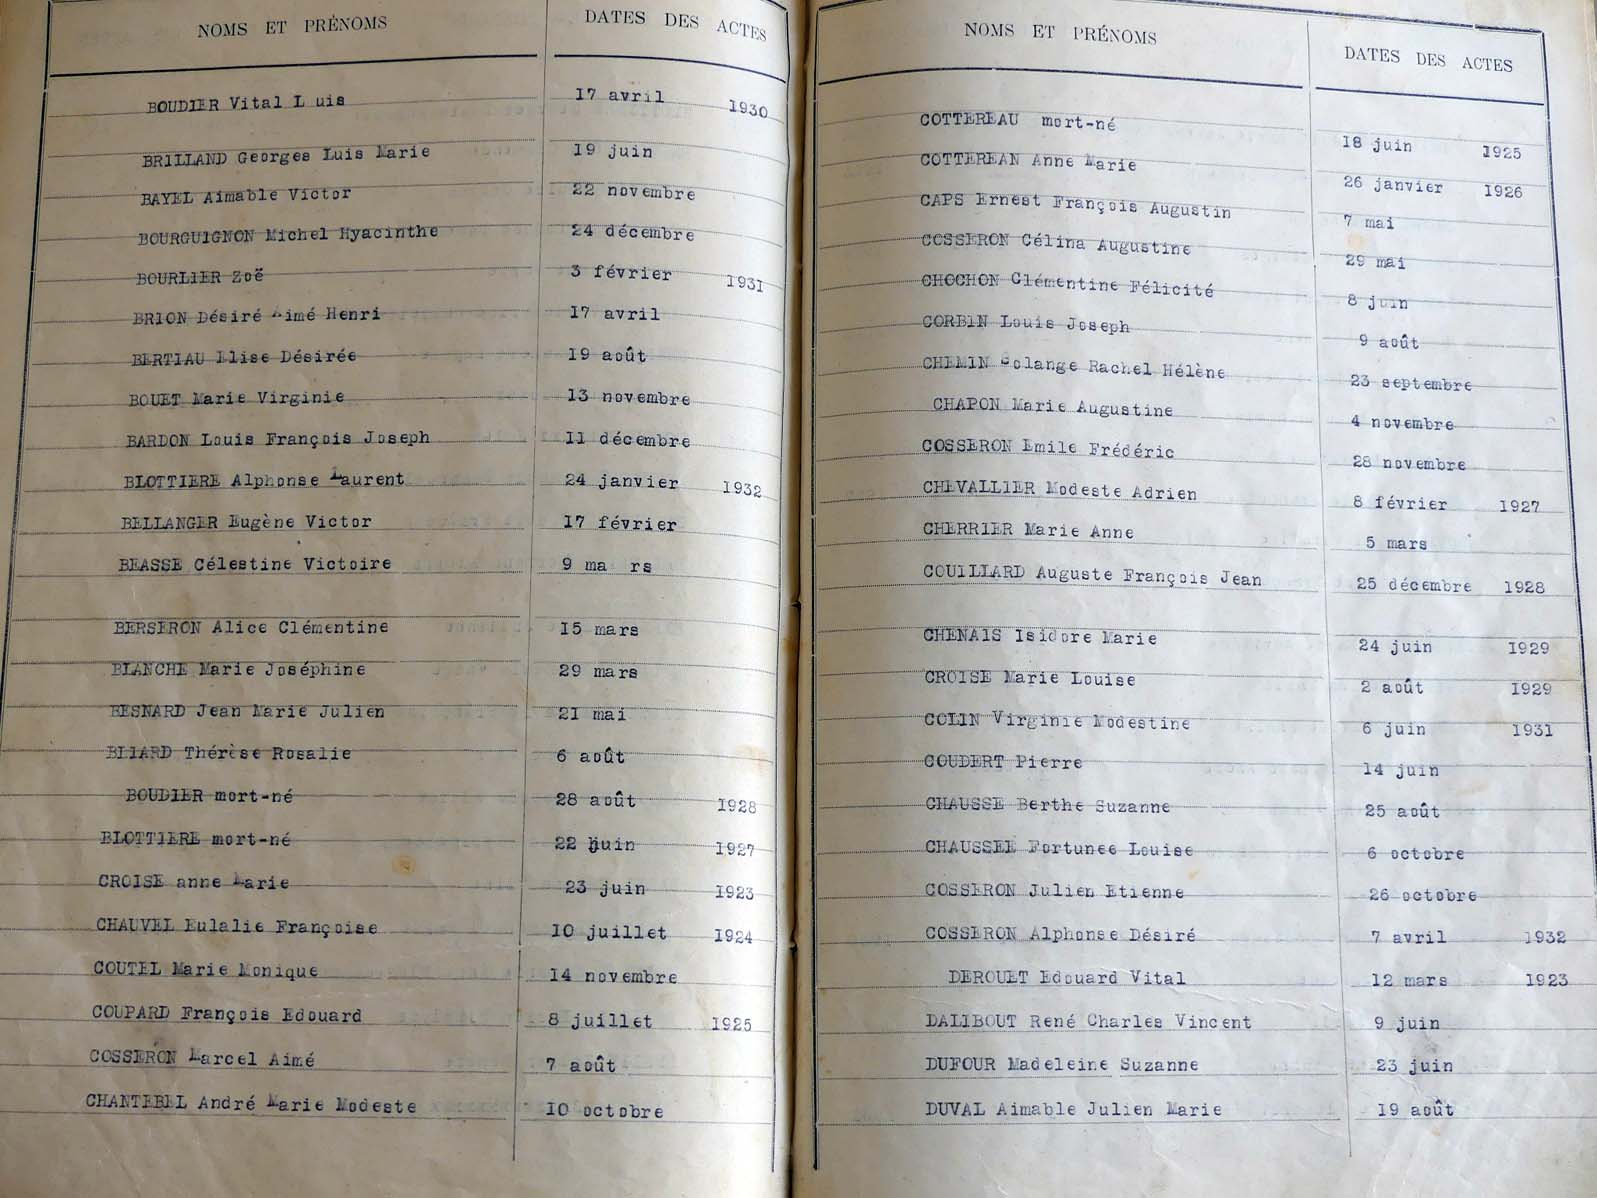 NOMS ET PRÉNOMS DATES DES ACTES
BOUDIER Vital L uis 17 avril 1930
BRILLAND Georges Luis Marie 19 juin
BAYEL Aimable Victor 22 novembre
BOURGUIGNON Michel Hyacinthe 24 décembre
BOURLIER Zoë 3 février 1931
BRION Désiré Aimé Henri 17 avril
BERTIAU Elise Désirée 19 août
BOUET Marie Virginie 13 novembre
BARDON Louis François Joseph 11 décembre
BLOTTIERE Alphonse Laurent 24 janvier 1932
BELLANGER Eugène Victor 17 février
BEASSE Célestine Victoire 9 ma rs
BERSERON Alice Clémentine 15 mars
BLANCHE Marie Joséphine 29 mars
BESNARD Jean Marie Julien 21 mai
BLIARD Thérèse Rosalie 6 août
BOUDIER mort-né 28 août 1928
BLOTTIERE mort-né 22 juin 1927
CROISE anne Marie 23 juin 1923
CHAUVEL Eulalie Françoise 10 juillet 1924
COUTEL Marie Monique 14 novembre
COUPARD François Edouard 8 juillet 1925
COSSERON Marcel Aimé 7 août
CHANTEBEL André Marie Modeste 10 octobre
NOMS ET PRÉNOMS DATES DES ACTES
COTTEREAU mort-né 18 juin 1925
COTTEREAN Anne Marie 26 janvier 1926
CAPS Ernest François Augustin 7 mai
COSSERON Célina Augustine 29 mai
CHOCHON Clémentine Félicité 8 juin
CORBIN Louis Joseph 9 août
CHEMIN Solange Rachel Hélène 23 septembre
CHAPON Marie Augustine 4 novembre
COSSERON Emile Frédéric 28 novembre
CHEVALLIER Modeste Adrien 8 février 1927
CHERRIER Marie Anne 5 mars
COUILLARD Auguste François Jean 25 décembre 1928
CHENAIS Isidore Marie 24 juin 1929
CROISE Marie Louise 2 août 1929
COLIN Virginie Modestine 6 juin 1931
COUDERT Pierre 14 juin
CHAUSSE Berthe Suzanne 25 août
CHAUSSEE Fortunee Louise 6 octobre
COSSERON Julien Etienne 26 octobre
COSSERON Alphonse Désiré 7 avril 1932
DEROUET Edouard Vital 12 mars 1923
DALIBOUT René Charles Vincent 9 juin
DUFOUR Madeleine Suzanne 23 juin
DUVAL Aimable Julien Marie 19 août